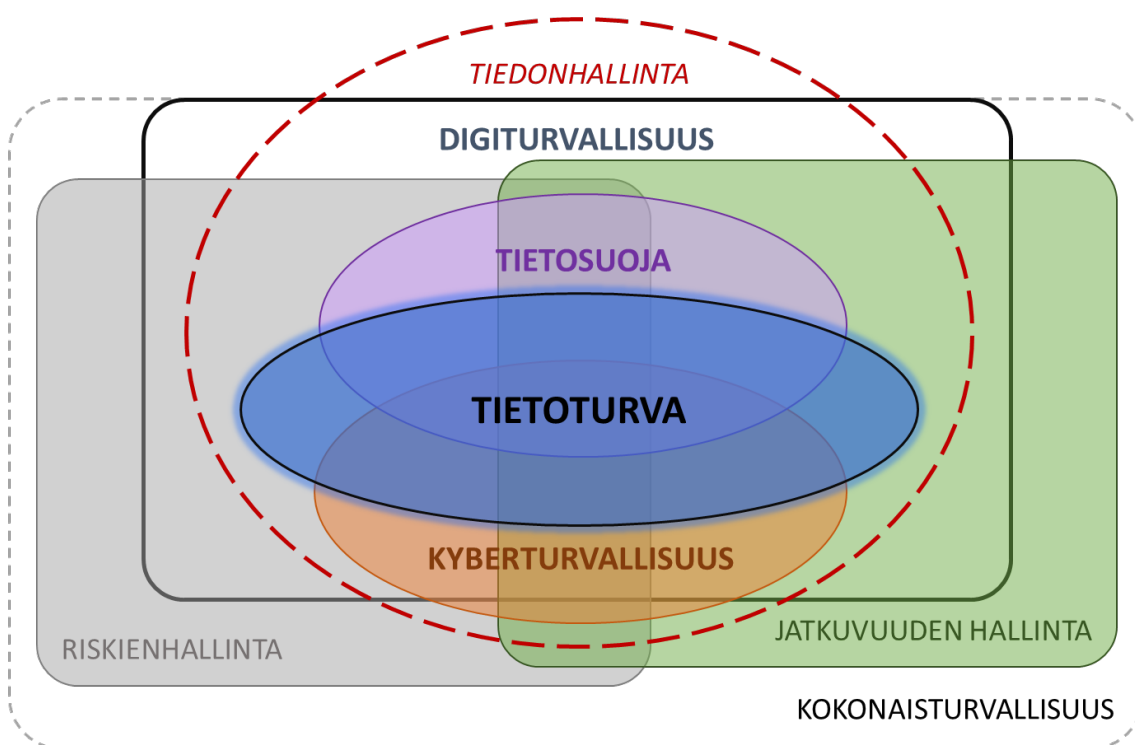 TIEDONHALLINTA
DIGITURVALLISUUS
TIETOSUOJA
TIETOTURVA
KYBERTURVALLISUUS
JATKUVUUDEN HALLINTA
RISKIENHALLINTA
KOKONAISTURVALLISUUS